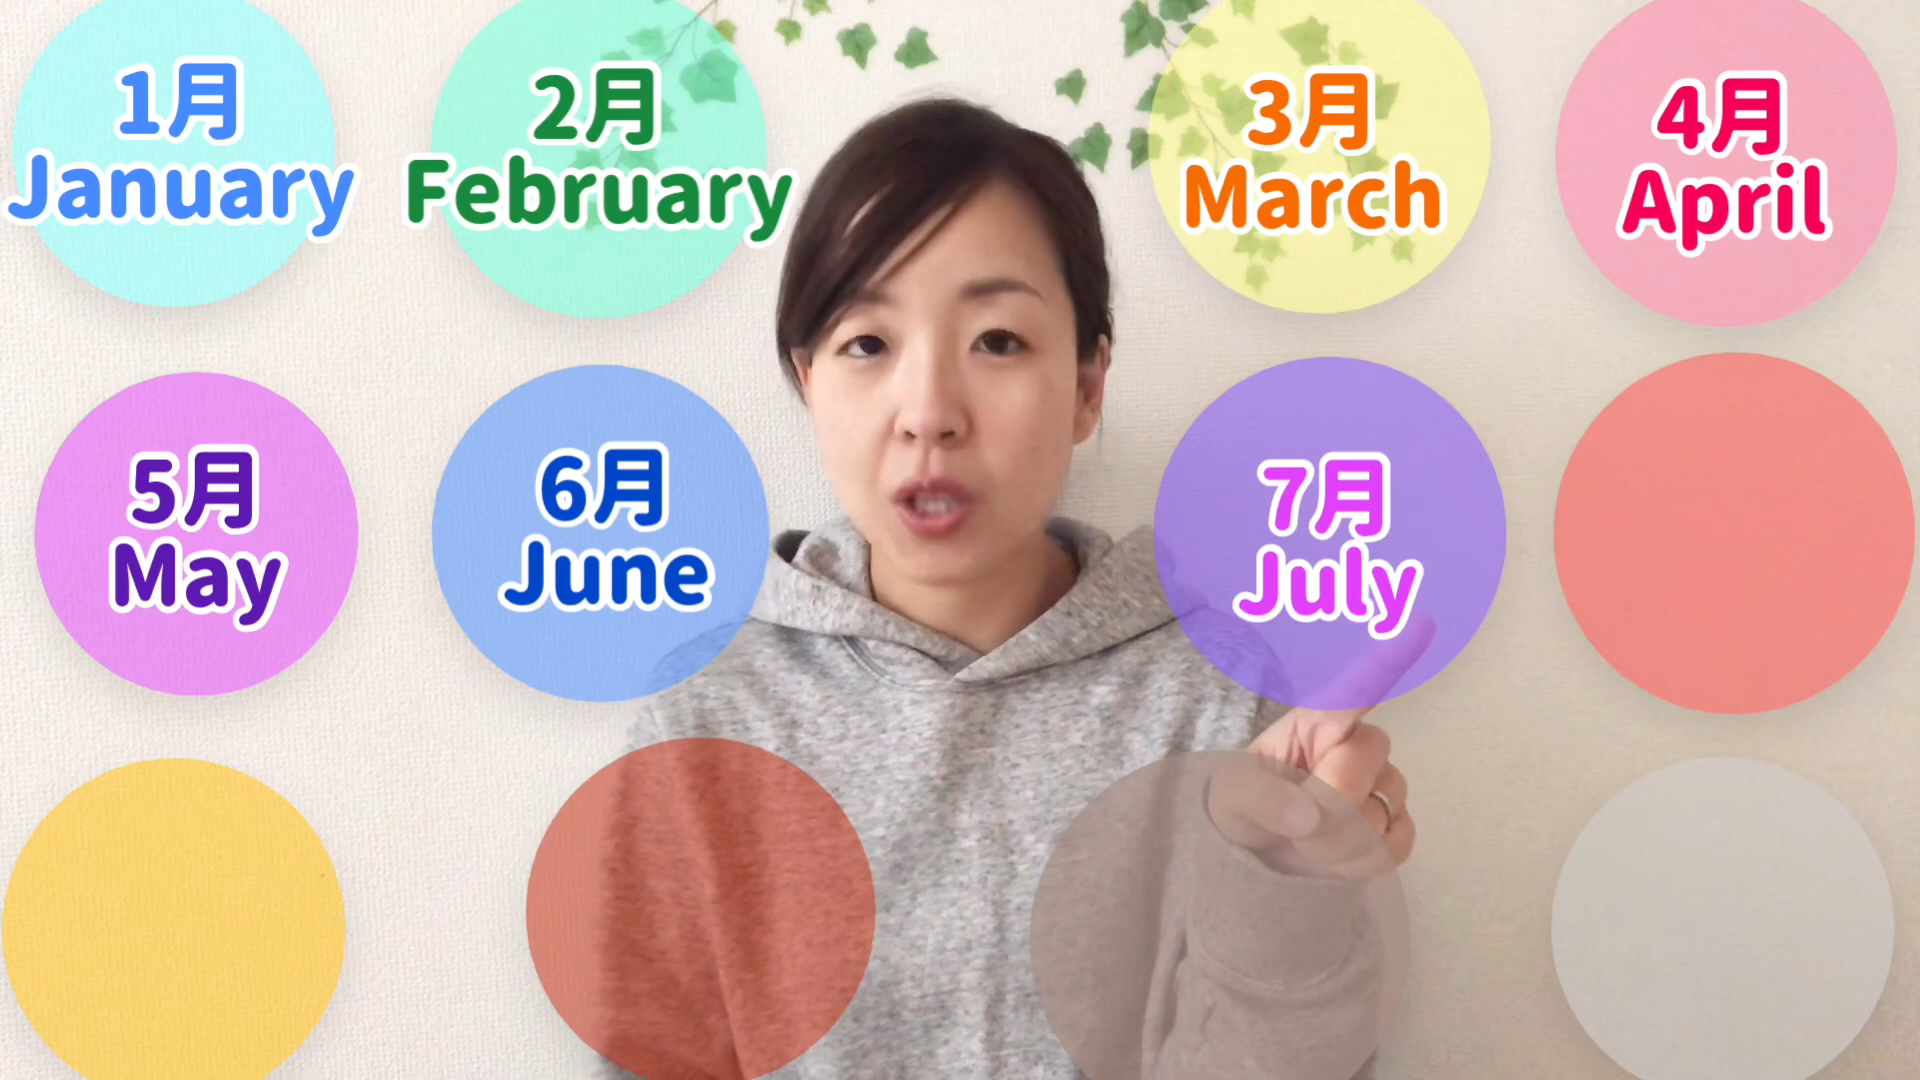 1月
January
2月
February
3月
March
4月
April
5月
May
6月
June
7月
July